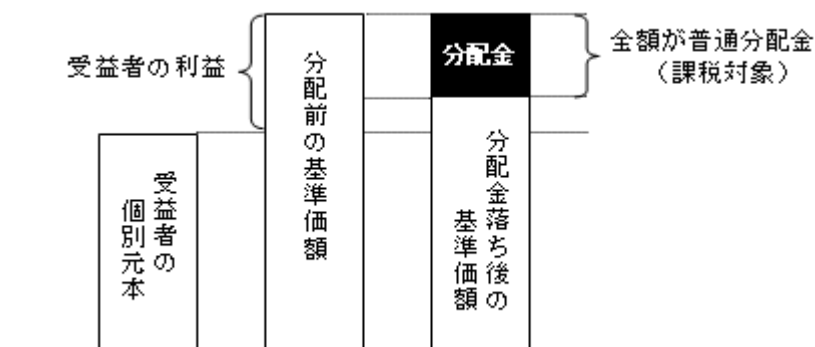 受益者の利益
分配前の基準価額
分配金
全額が普通分配金
（課税対象）
受益者の
個別元本
分配金落ち後の
基準価額